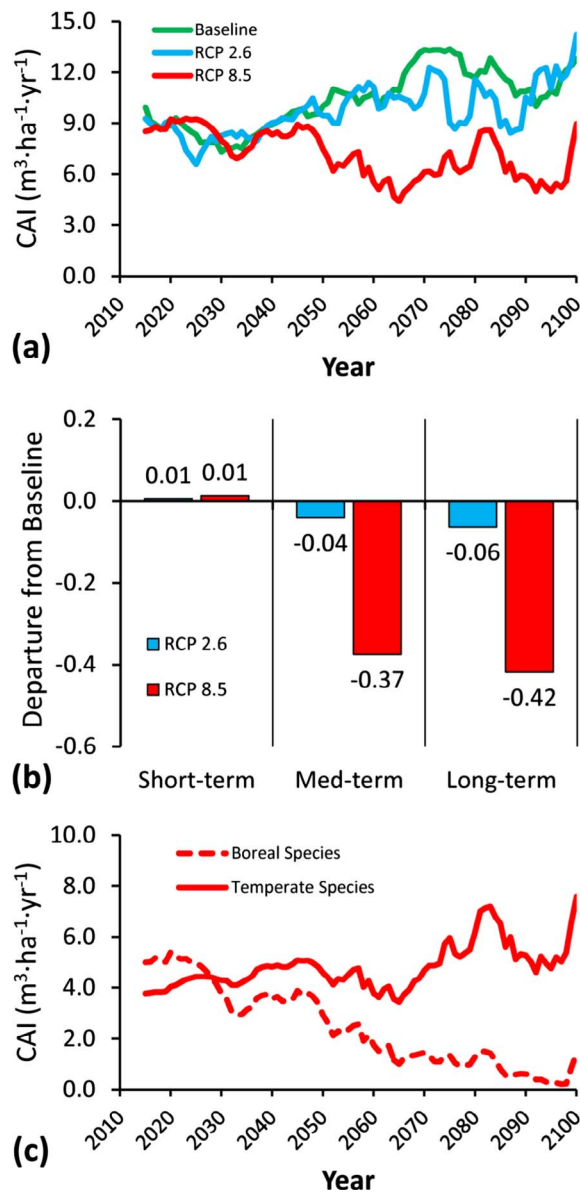 Baseline
RCP 2.6
RCP 8.5
CAI (m³·ha⁻¹·yr⁻¹)
15.0
12.0
9.0
6.0
3.0
0.0
2010 2020 2030 2040 2050 2060 2070 2080 2090 2100
(a)
Year
Departure from Baseline
0.2
0.0
-0.2
-0.4
-0.6
0.01 0.01
-0.04 -0.37
-0.06 -0.42
RCP 2.6
RCP 8.5
(b)
Short-term Med-term Long-term
CAI (m³·ha⁻¹·yr⁻¹)
10.0
8.0
6.0
4.0
2.0
0.0
Boreal Species
Temperate Species
2010 2020 2030 2040 2050 2060 2070 2080 2090 2100
(c)
Year